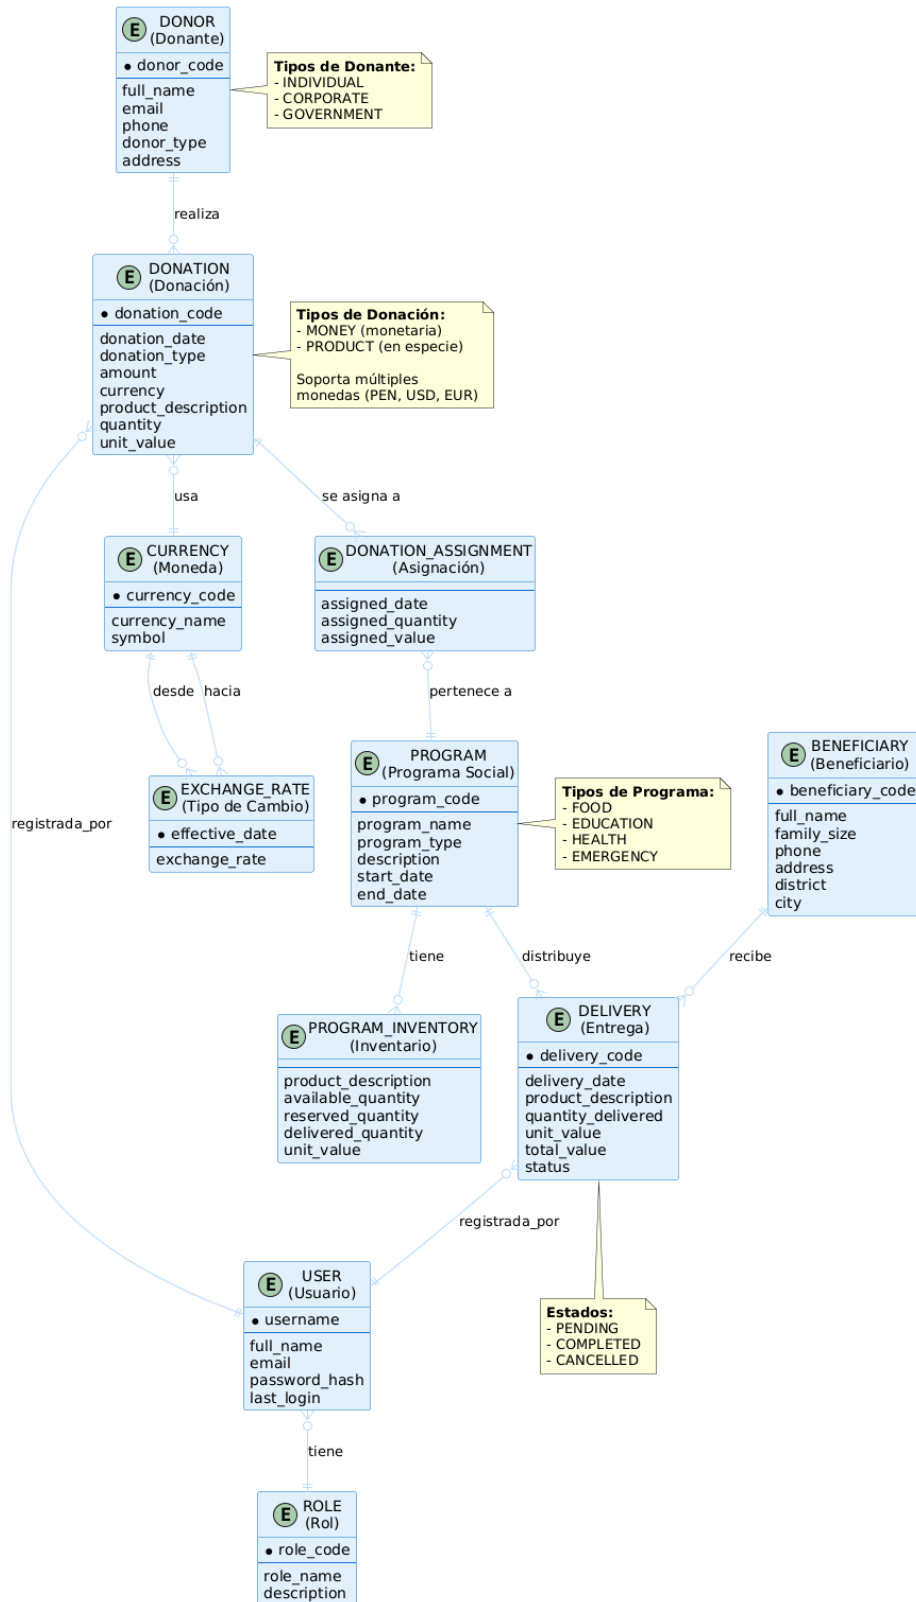 E DONOR
(Donante)
• donor_code
full_name
email
phone
donor_type
address
Tipos de Donante:
- INDIVIDUAL
- CORPORATE
- GOVERNMENT
realiza
E DONATION
(Donación)
• donation_code
donation_date
donation_type
amount
currency
product_description
quantity
unit_value
Tipos de Donación:
- MONEY (monetaria)
- PRODUCT (en especie)
Soporta múltiples
monedas (PEN, USD, EUR)
usa
se asigna a
E CURRENCY
(Moneda)
• currency_code
currency_name
symbol
E DONATION_ASSIGNMENT
(Asignación)
assigned_date
assigned_quantity
assigned_value
desde
hacia
pertenece a
E EXCHANGE_RATE
(Tipo de Cambio)
• effective_date
exchange_rate
registrada_por
E PROGRAM
(Programa Social)
• program_code
program_name
program_type
description
start_date
end_date
Tipos de Programa:
- FOOD
- EDUCATION
- HEALTH
- EMERGENCY
E BENEFICIARY
(Beneficiario)
• beneficiary_code
full_name
family_size
phone
address
district
city
tiene
distribuye
recibe
E PROGRAM_INVENTORY
(Inventario)
product_description
available_quantity
reserved_quantity
delivered_quantity
unit_value
E DELIVERY
(Entrega)
• delivery_code
delivery_date
product_description
quantity_delivered
unit_value
total_value
status
registrada_por
E USER
(Usuario)
• username
full_name
email
password_hash
last_login
Estados:
- PENDING
- COMPLETED
- CANCELLED
tiene
E ROLE
(Rol)
• role_code
role_name
description